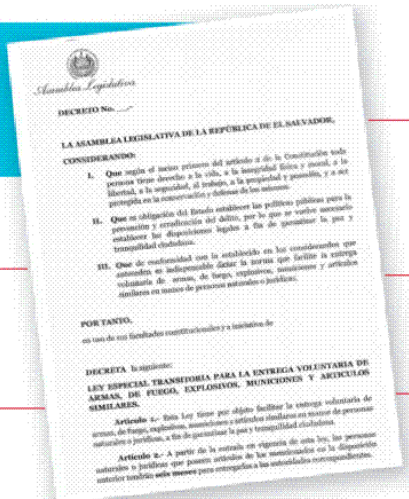 Asamblea Legislativa
DECRETO No. ....-
LA ASAMBLEA LEGISLATIVA DE LA REPÚBLICA DE EL SALVADOR,
CONSIDERANDO:
I. Que según el inciso primero del artículo 2 de la Constitución toda
persona tiene derecho a la vida, a la integridad física y moral, a la
libertad, a la seguridad, al trabajo, a la propiedad y posesión, y a ser
protegida en la conservación y defensa de los mismos.
II. Que es obligación del Estado establecer las políticas públicas para la
prevención y erradicación del delito, por lo que se vuelve necesario
establecer las disposiciones legales a fin de garantizar la paz y
tranquilidad ciudadana.
III. Que de conformidad con lo establecido en los considerandos que
anteceden es indispensable dictar la norma que facilite la entrega
voluntaria de armas, de fuego, explosivos, municiones y artículos
similares en manos de personas naturales o jurídicas;
POR TANTO,
en uso de sus facultades constitucionales y a iniciativa de
DECRETA la siguiente:
LEY ESPECIAL TRANSITORIA PARA LA ENTREGA VOLUNTARIA DE
ARMAS, DE FUEGO, EXPLOSIVOS, MUNICIONES Y ARTICULOS
SIMILARES.
Artículo 1.- Esta Ley tiene por objeto facilitar la entrega voluntaria de
armas, de fuego, explosivos, municiones y artículos similares en manos de personas
naturales o jurídicas, a fin de garantizar la paz y tranquilidad ciudadana.
Artículo 2.- A partir de la entrada en vigencia de esta ley, las personas
naturales o jurídicas que posean artículos de los mencionados en la disposición
anterior tendrán seis meses para entregarlos a las autoridades correspondientes.